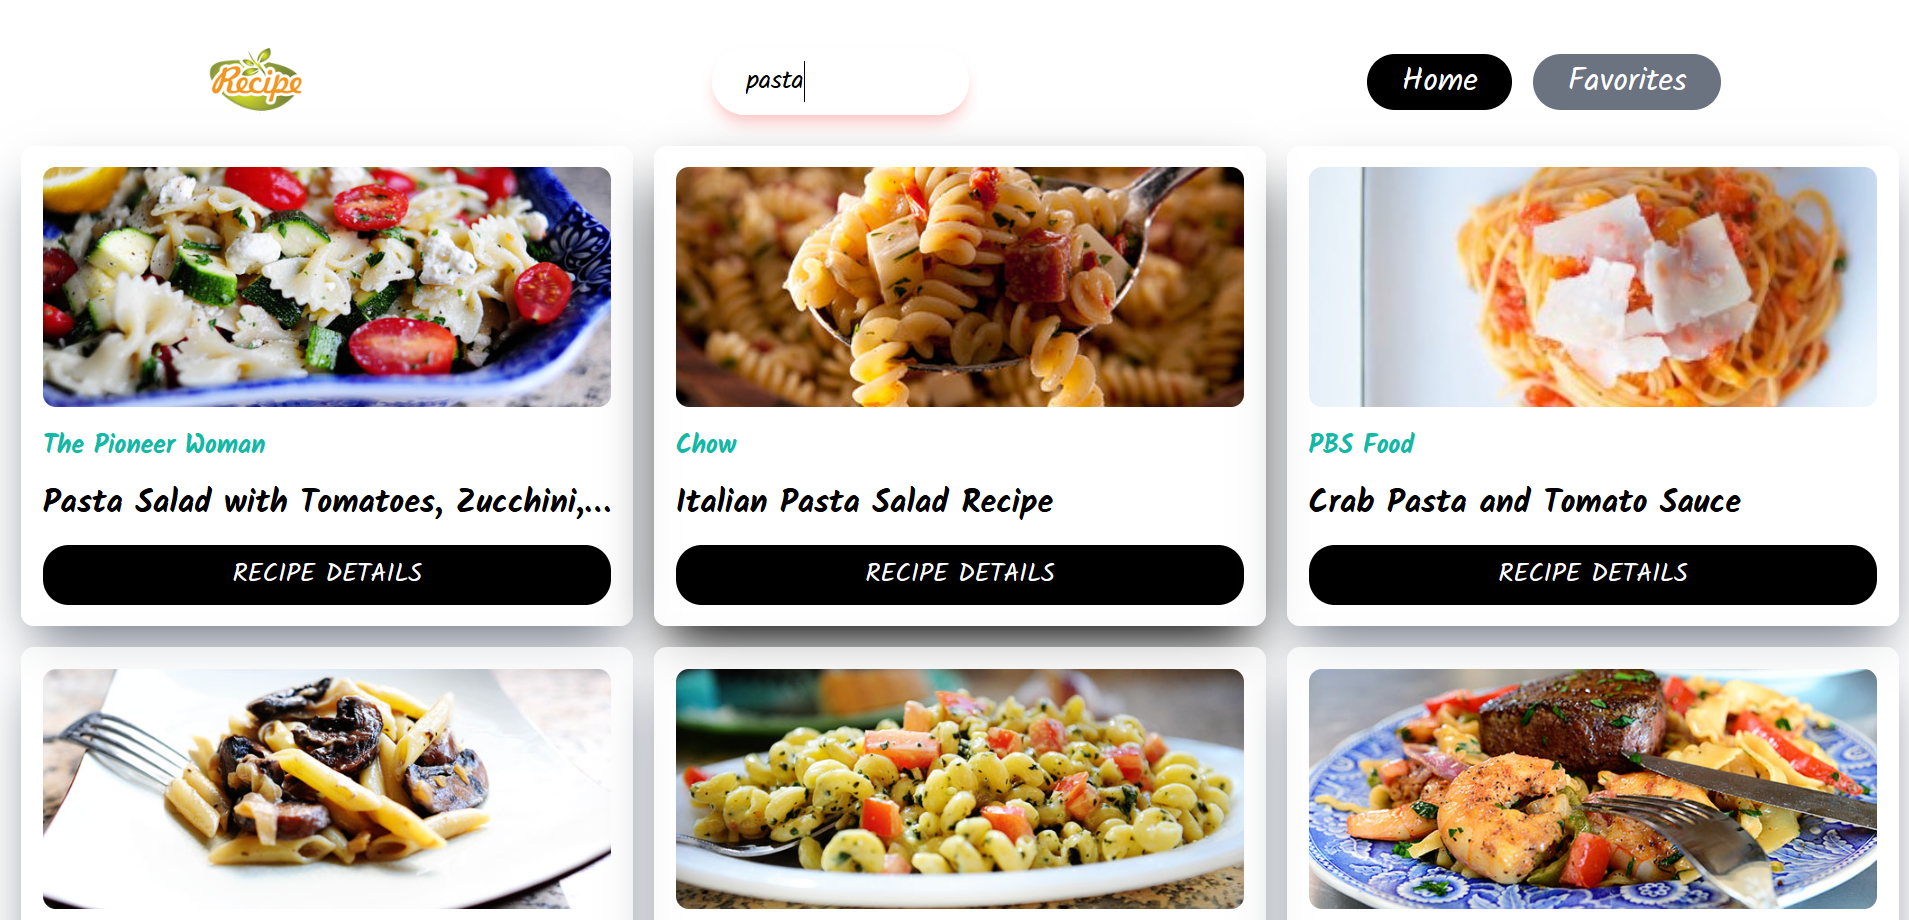 Recipe
pasta
Home
Favorites
The Pioneer Woman
Pasta Salad with Tomatoes, Zucchini,...
RECIPE DETAILS
Chow
Italian Pasta Salad Recipe
RECIPE DETAILS
PBS Food
Crab Pasta and Tomato Sauce
RECIPE DETAILS